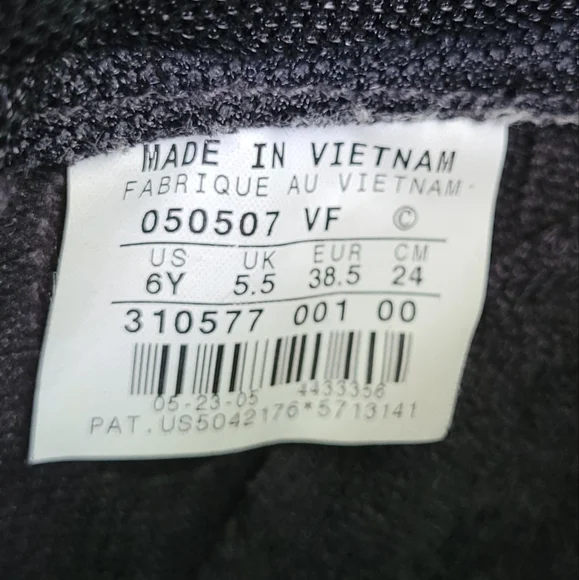 MADE IN VIETNAM
FABRIQUE AU VIETNAM
050507 VF ©
US UK EUR CM
6Y 5.5 38.5 24
310577 001 00
05-23-05 4433356
PAT.US5042176*5713141